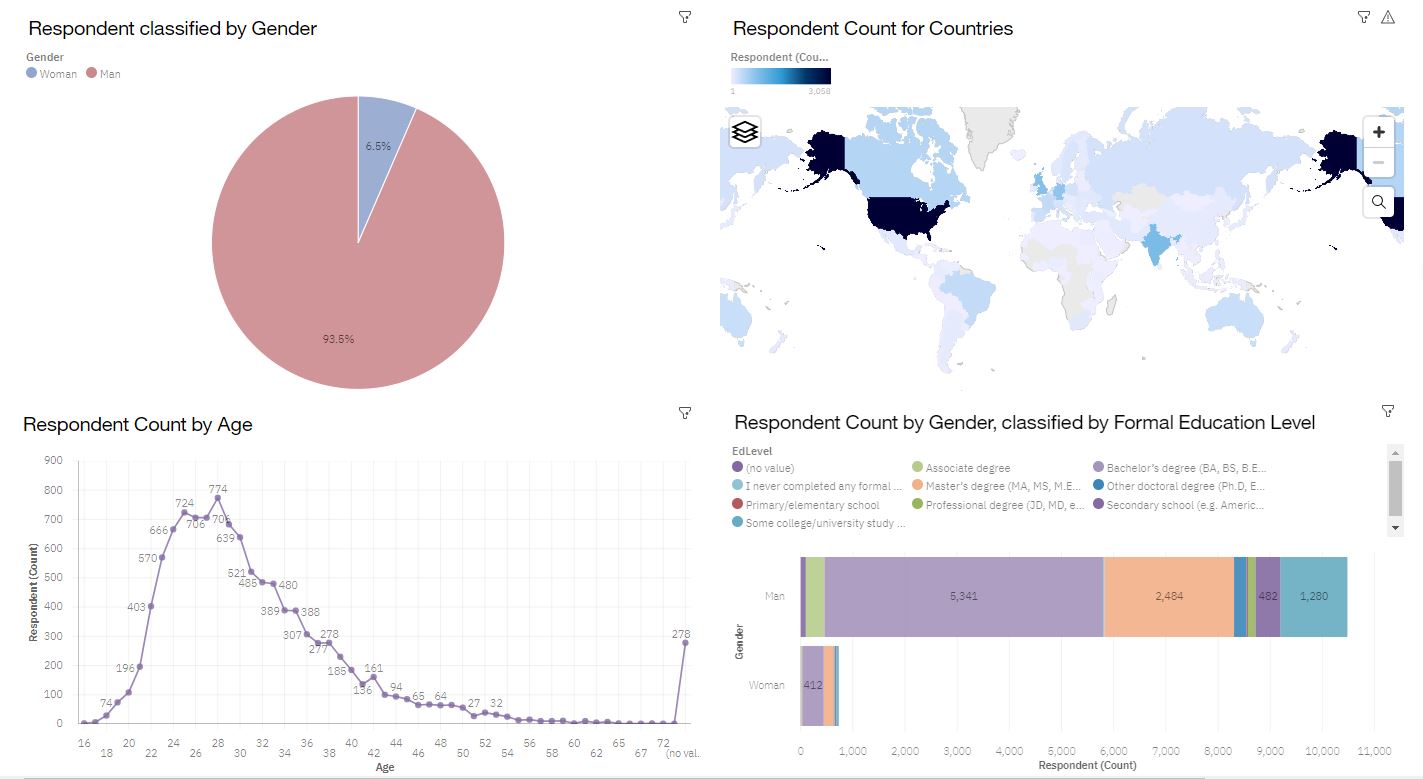 Respondent classified by Gender
Gender
Woman Man
6.5%
93.5%
Respondent Count for Countries
Respondent (Cou...
1 3,058
Respondent Count by Age
Respondent (Count)
900
800
700
600
500
400
300
200
100
0
74
196
403
570
666
724
706
774
706
639
521
485
480
389
388
307
277
278
185
136
161
94
65
64
27
32
278
16 20 24 28 32 36 40 44 48 52 56 60 64 68 72
18 22 26 30 34 38 42 46 50 54 58 62 67 (no val...
Age
Respondent Count by Gender, classified by Formal Education Level
EdLevel
(no value) Associate degree Bachelor's degree (BA, BS, B.E...
I never completed any formal ... Master's degree (MA, MS, M.E... Other doctoral degree (Ph.D, E...
Primary/elementary school Professional degree (JD, MD, e... Secondary school (e.g. Americ...
Some college/university study ...
Gender
Man 5,341 2,484 482 1,280
Woman 412
0 1,000 2,000 3,000 4,000 5,000 6,000 7,000 8,000 9,000 10,000 11,000
Respondent (Count)